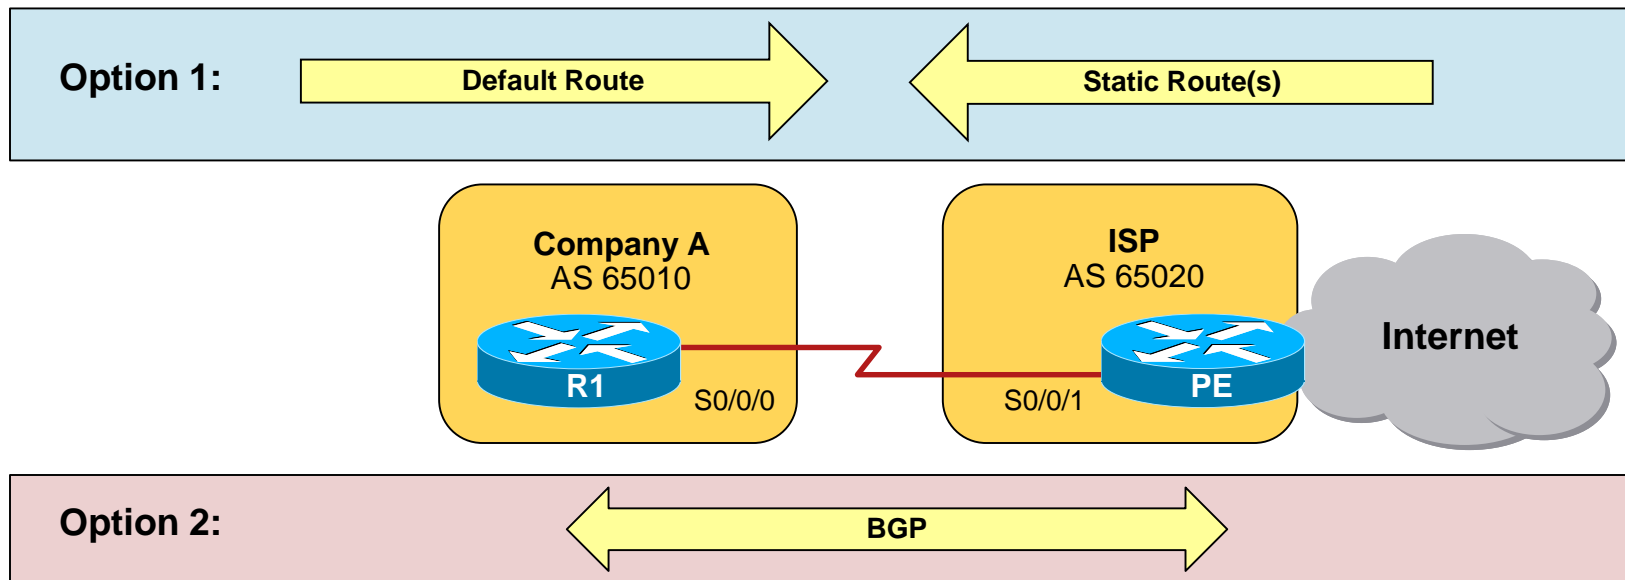 Option 1:
Default Route
Static Route(s)
Company A
AS 65010
ISP
AS 65020
Internet
R1
S0/0/0
S0/0/1
PE
Option 2:
BGP